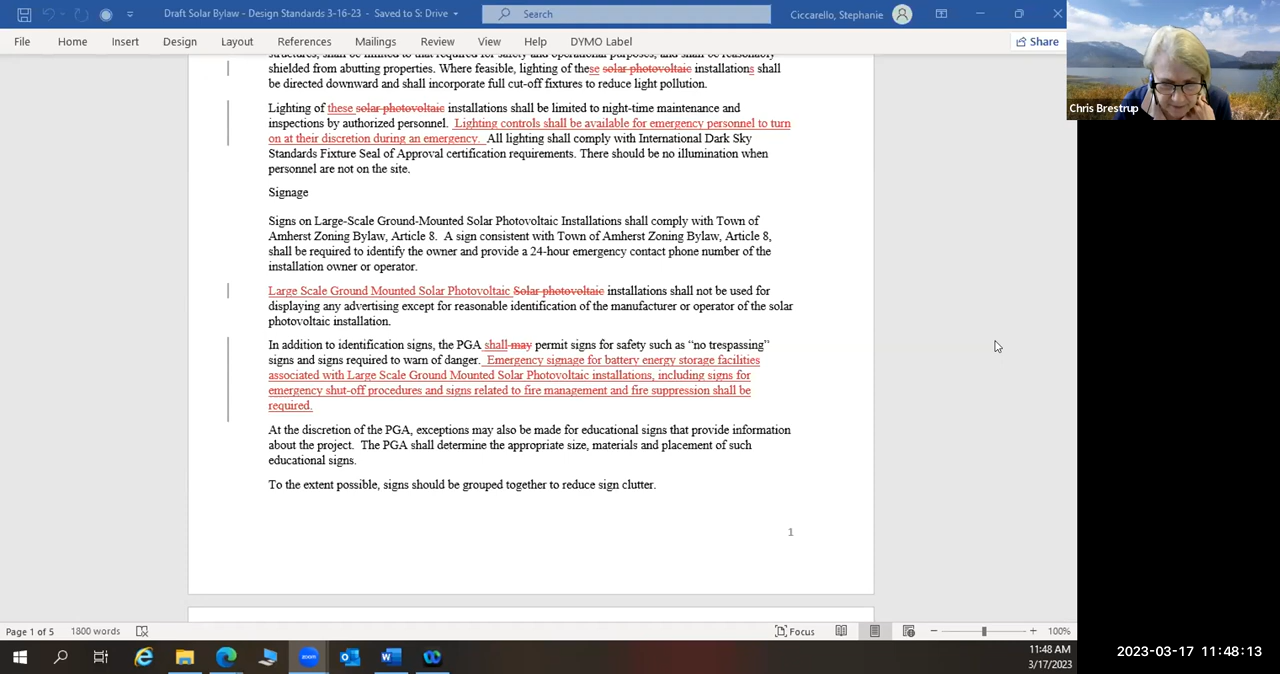 Draft Solar Bylaw - Design Standards 3-16-23 - Saved to S: Drive
Search
Ciccarello, Stephanie
File Home Insert Design Layout References Mailings Review View Help DYMO Label Share
structures, shall be limited to that required for safety and operational purposes, and shall be reasonably
shielded from abutting properties. Where feasible, lighting of these solar photovoltaic installations shall
be directed downward and shall incorporate full cut-off fixtures to reduce light pollution.
Lighting of these solar photovoltaic installations shall be limited to night-time maintenance and
inspections by authorized personnel. Lighting controls shall be available for emergency personnel to turn
on at their discretion during an emergency. All lighting shall comply with International Dark Sky
Standards Fixture Seal of Approval certification requirements. There should be no illumination when
personnel are not on the site.
Signage
Signs on Large-Scale Ground-Mounted Solar Photovoltaic Installations shall comply with Town of
Amherst Zoning Bylaw, Article 8. A sign consistent with Town of Amherst Zoning Bylaw, Article 8,
shall be required to identify the owner and provide a 24-hour emergency contact phone number of the
installation owner or operator.
Large Scale Ground Mounted Solar Photovoltaic Solar photovoltaic installations shall not be used for
displaying any advertising except for reasonable identification of the manufacturer or operator of the solar
photovoltaic installation.
In addition to identification signs, the PGA shall may permit signs for safety such as “no trespassing”
signs and signs required to warn of danger. Emergency signage for battery energy storage facilities
associated with Large Scale Ground Mounted Solar Photovoltaic installations, including signs for
emergency shut-off procedures and signs related to fire management and fire suppression shall be
required.
At the discretion of the PGA, exceptions may also be made for educational signs that provide information
about the project. The PGA shall determine the appropriate size, materials and placement of such
educational signs.
To the extent possible, signs should be grouped together to reduce sign clutter.
1
Page 1 of 5 1800 words Focus 100%
zoom
11:48 AM
3/17/2023
Chris Brestrup
2023-03-17 11:48:13